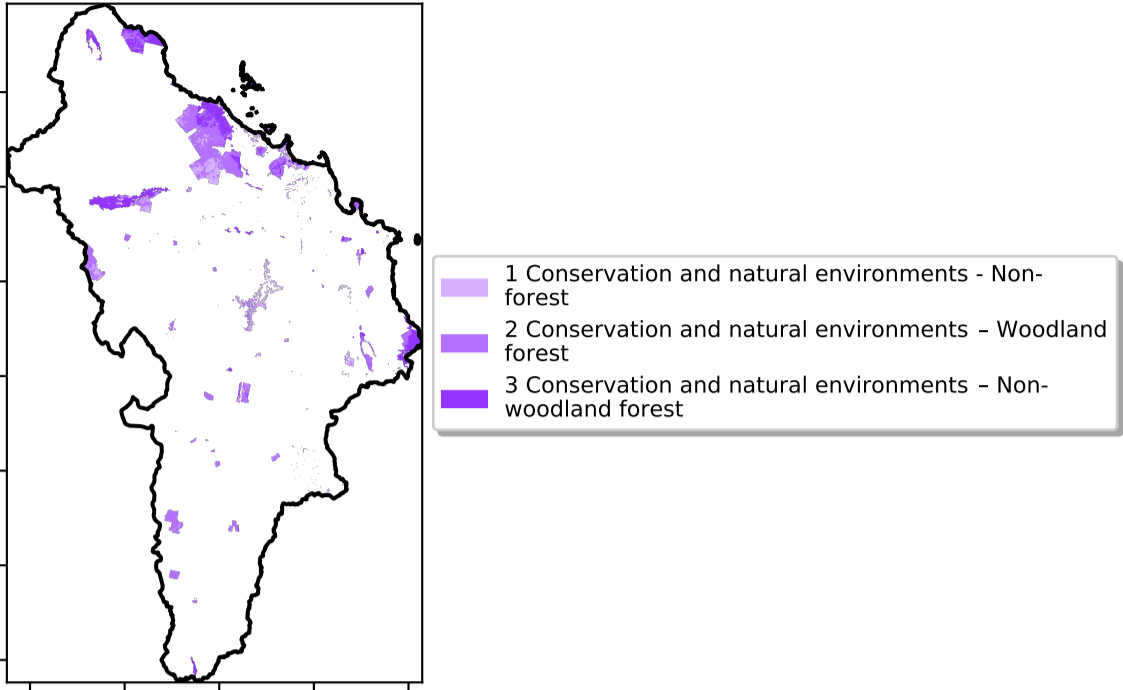 1 Conservation and natural environments - Non-
forest
2 Conservation and natural environments – Woodland
forest
3 Conservation and natural environments – Non-
woodland forest